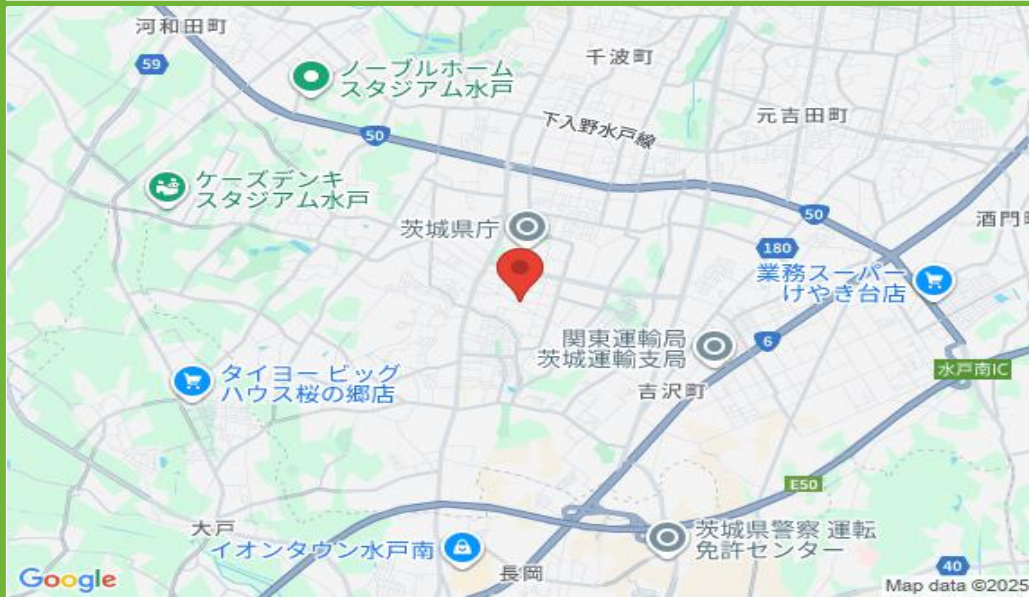 河和田町
59
ノーブルホーム
スタジアム水戸
千波町
下入野水戸線
元吉田町
50
ケーズデンキ
スタジアム水戸
茨城県庁
50
酒門町
180
業務スーパー
けやき台店
関東運輸局
茨城運輸支局
6
水戸南IC
タイヨー ビッグ
ハウス桜の郷店
吉沢町
E50
大戸
イオンタウン水戸南
茨城県警察 運転
免許センター
長岡
40
Google
Map data ©2025